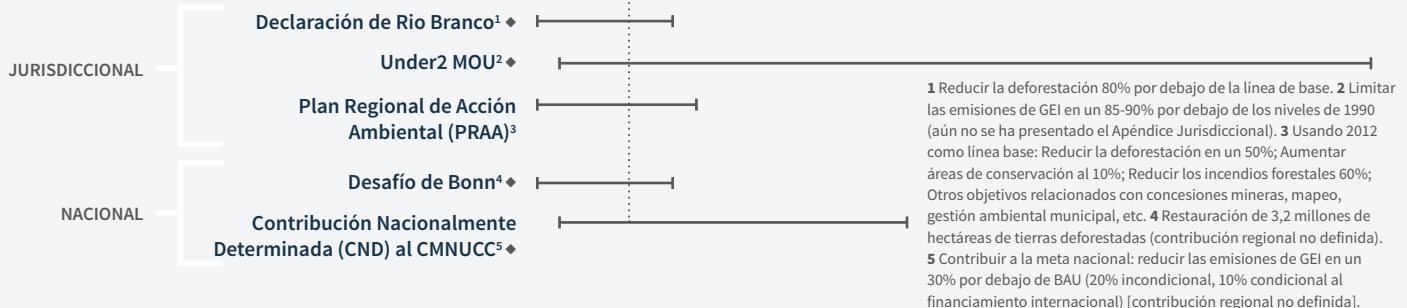 JURISDICCIONAL
Declaración de Rio Branco¹ ◆
Under2 MOU² ◆
Plan Regional de Acción
Ambiental (PRAA)³
NACIONAL
Desafío de Bonn⁴ ◆
Contribución Nacionalmente
Determinada (CND) al CMNUCC⁵ ◆
1 Reducir la deforestación 80% por debajo de la línea de base. 2 Limitar
las emisiones de GEI en un 85-90% por debajo de los niveles de 1990
(aún no se ha presentado el Apéndice Jurisdiccional). 3 Usando 2012
como línea base: Reducir la deforestación en un 50%; Aumentar
áreas de conservación al 10%; Reducir los incendios forestales 60%;
Otros objetivos relacionados con concesiones mineras, mapeo,
gestión ambiental municipal, etc. 4 Restauración de 3,2 millones de
hectáreas de tierras deforestadas (contribución regional no definida).
5 Contribuir a la meta nacional: reducir las emisiones de GEI en un
30% por debajo de BAU (20% incondicional, 10% condicional al
financiamiento internacional) [contribución regional no definida].